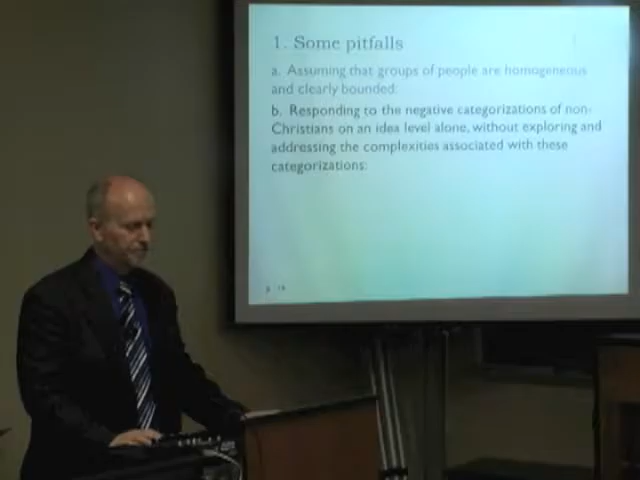 1. Some pitfalls
a. Assuming that groups of people are homogeneous
and clearly bounded.
b. Responding to the negative categorizations of non-
Christians on an idea level alone, without exploring and
addressing the complexities associated with these
categorizations.